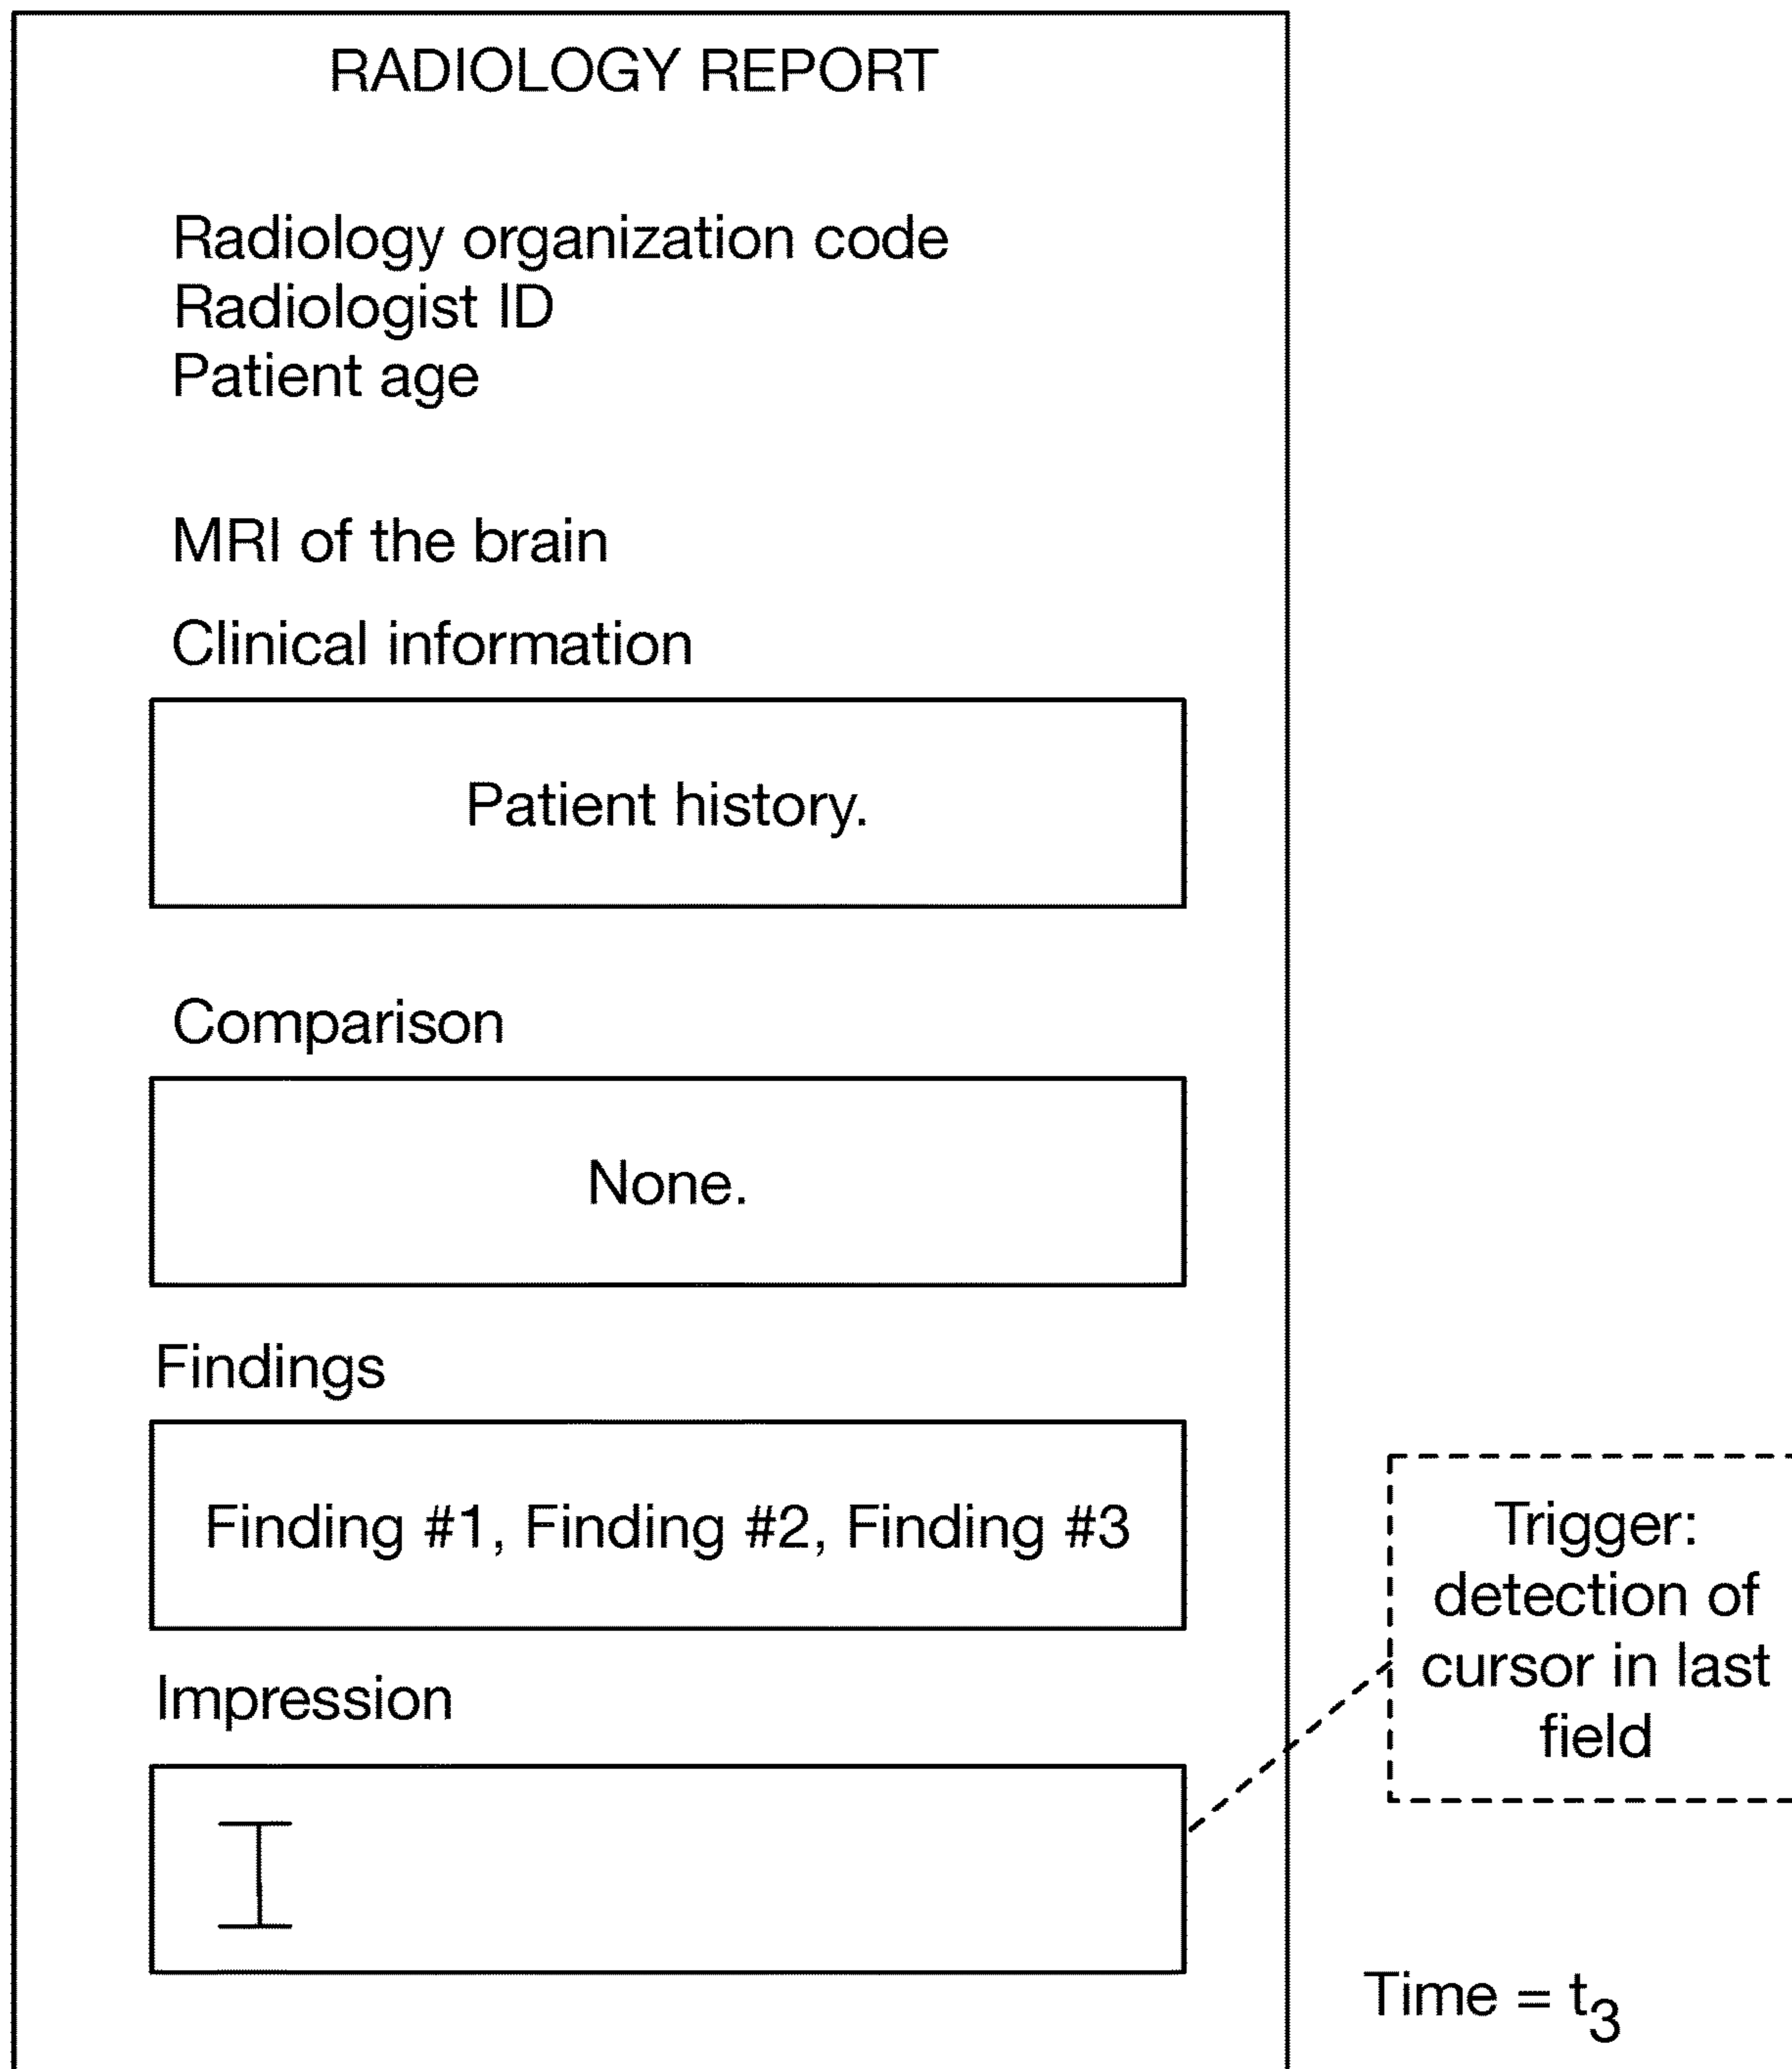 RADIOLOGY REPORT
Radiology organization code
Radiologist ID
Patient age
MRI of the brain
Clinical information
Patient history.
Comparison
None.
Findings
Finding #1, Finding #2, Finding #3
Impression
Trigger:
detection of
cursor in last
field
Time = t3